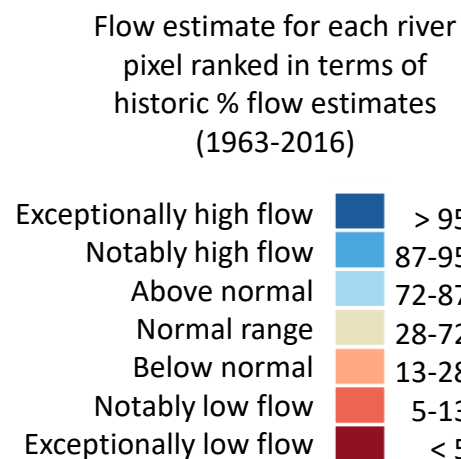 Flow estimate for each river
pixel ranked in terms of
historic % flow estimates
(1963-2016)
Exceptionally high flow > 95
Notably high flow 87-95
Above normal 72-87
Normal range 28-72
Below normal 13-28
Notably low flow 5-13
Exceptionally low flow < 5